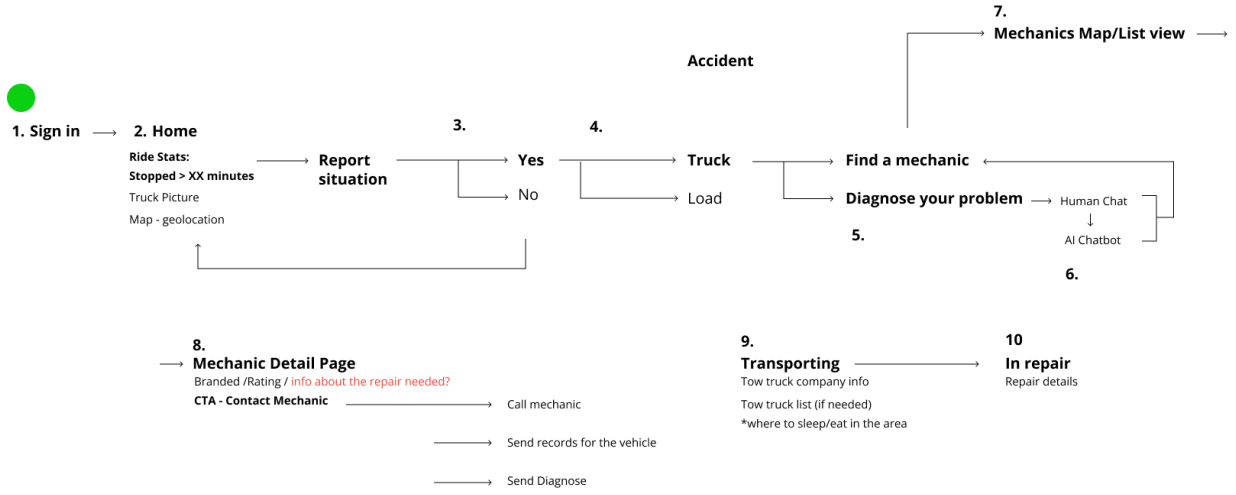 7.
Mechanics Map/List view
Accident
1. Sign in
2. Home
Ride Stats:
Stopped > XX minutes
Truck Picture
Map - geolocation
Report
situation
3.
Yes
No
4.
Truck
Load
Find a mechanic
Diagnose your problem
5.
Human Chat
AI Chatbot
6.
8.
Mechanic Detail Page
Branded /Rating / info about the repair needed?
CTA - Contact Mechanic
Call mechanic
Send records for the vehicle
Send Diagnose
9.
Transporting
Tow truck company info
Tow truck list (if needed)
*where to sleep/eat in the area
10
In repair
Repair details